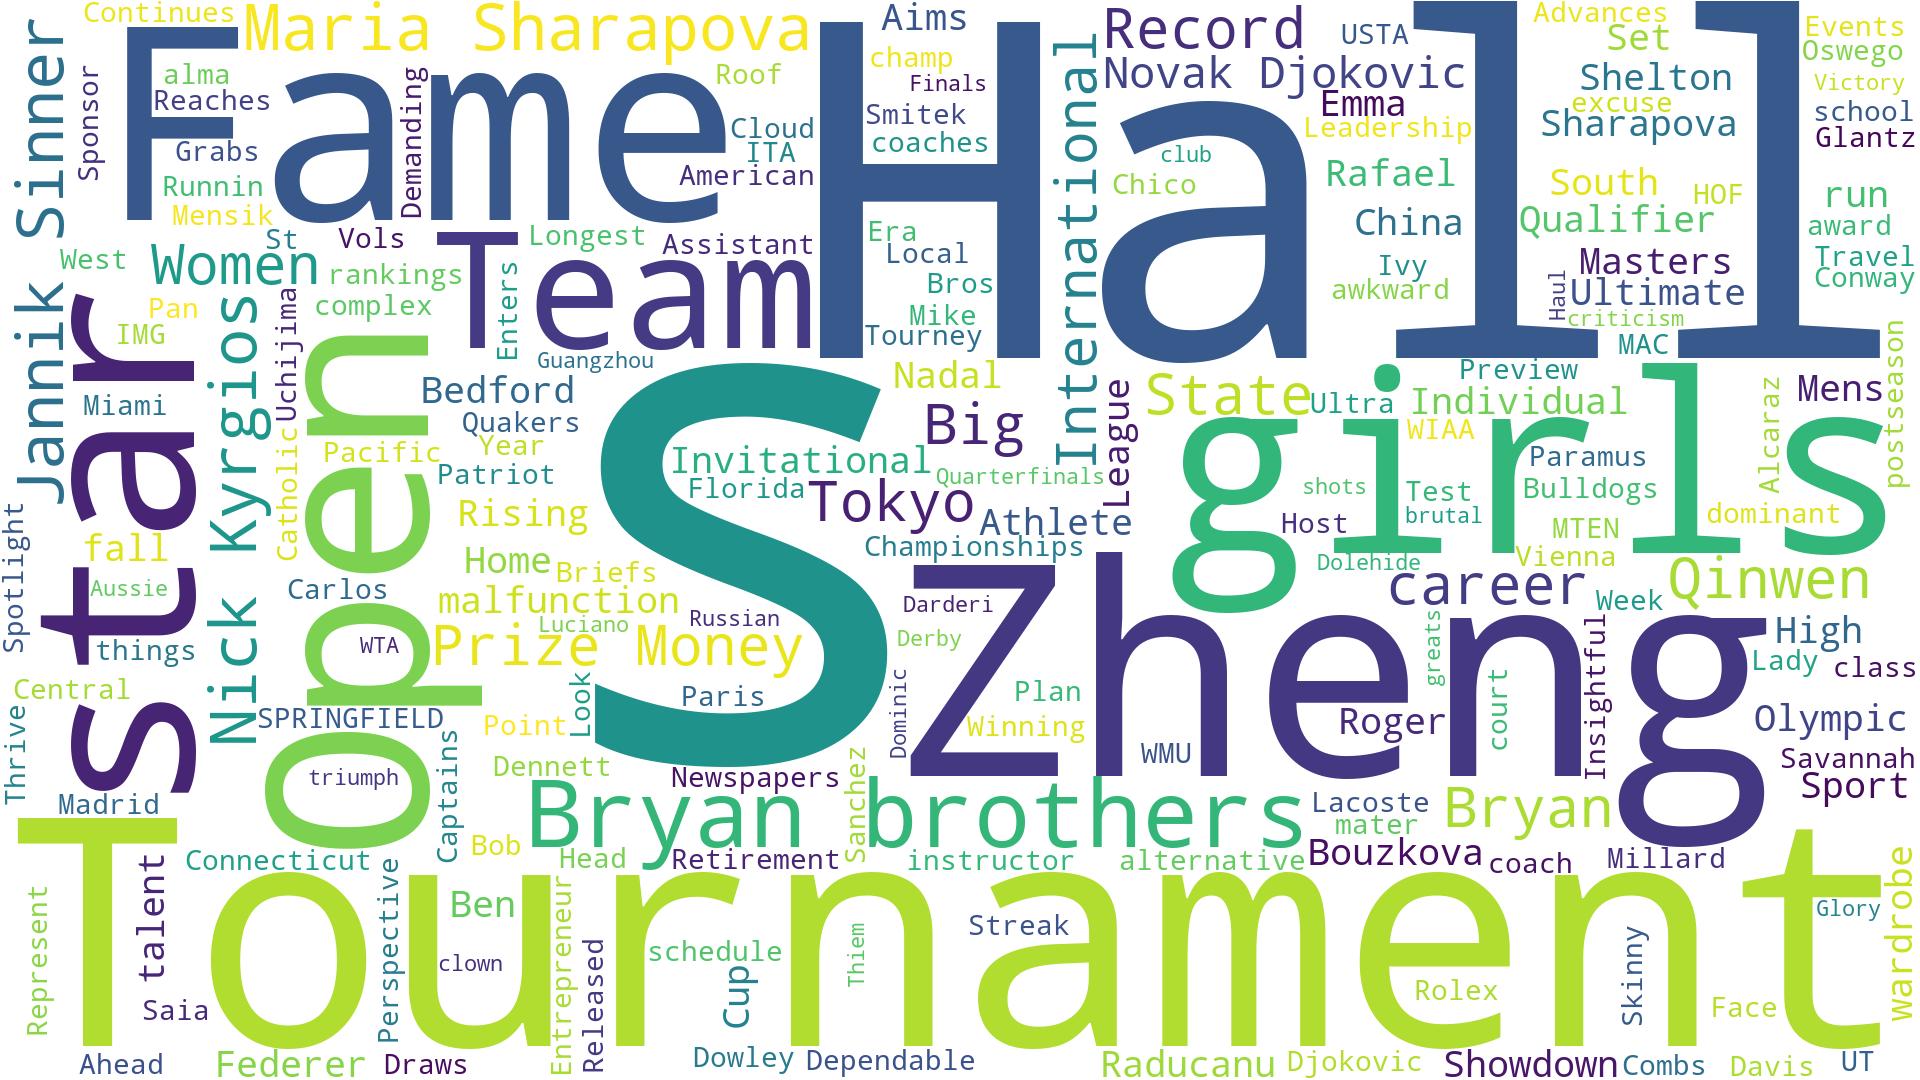 Continues
Maria Sharapova
Aims
Record
USTA
Advances
Events
Fame
Hall
International
Set
Oswego
alma
Roof
champ
Finals
Novak Djokovic
Shelton
Victory
Sponsor
Reaches
Demanding
Smitek
Emma
excuse
school
Jannik Sinner
Grabs
Cloud
ITA
coaches
Leadership
Sharapova
Glantz
Runnin
American
club
Chico
Rafael
South
HOF
run
Mensik
China
Qualifier
award
St
Vols
Longest
Assistant
Era
Local
Ivy
Masters
Travel
Conway
West
Women
rankings
Team
Enters
Bros
awkward
Haul
Ultimate
Pan
complex
Mike
criticism
IMG
Uchijima
Tourney
MAC
postseason
star
Nick Kyrgios
open
Guangzhou
Nadal
League
Preview
girls
Miami
Bedford
S
Big
State
Ultra
Individual
Alcaraz
Mens
Quakers
WIAA
Catholic
Pacific
Year
Patriot
Invitational
Florida
Quarterfinals
Paramus
Tokyo
shots
Test
Bulldogs
Spotlight
Rising
Athlete
Host
brutal
MTEN
dominant
fall
Home
Briefs
Championships
Dolehide
Vienna
Aussie
Carlos
malfunction
Zheng
career
Week
Qinwen
Luciano
Russian
Darderi
things
WTA
Prize Money
Derby
greats
Insightful
High
Lady
class
Central
Look
Paris
Dominic
Plan
court
Thrive
SPRINGFIELD
Point
Winning
Roger
Olympic
triumph
Captains
Dennett
Newspapers
Sanchez
WMU
Savannah
Sport
Madrid
Bryan brothers
Lacoste
mater
Bryan
Tournament
Bob
Connecticut
Head
Retirement
instructor
alternative
Bouzkova
coach
Millard
wardrobe
Represent
talent
Perspective
Ben
Entrepreneur
Streak
Glory
clown
Released
schedule
Cup
Thiem
Rolex
Skinny
Saia
Face
Ahead
Federer
Draws
Dowley
Dependable
Raducanu
Djokovic
Showdown
Combs
Davis
UT